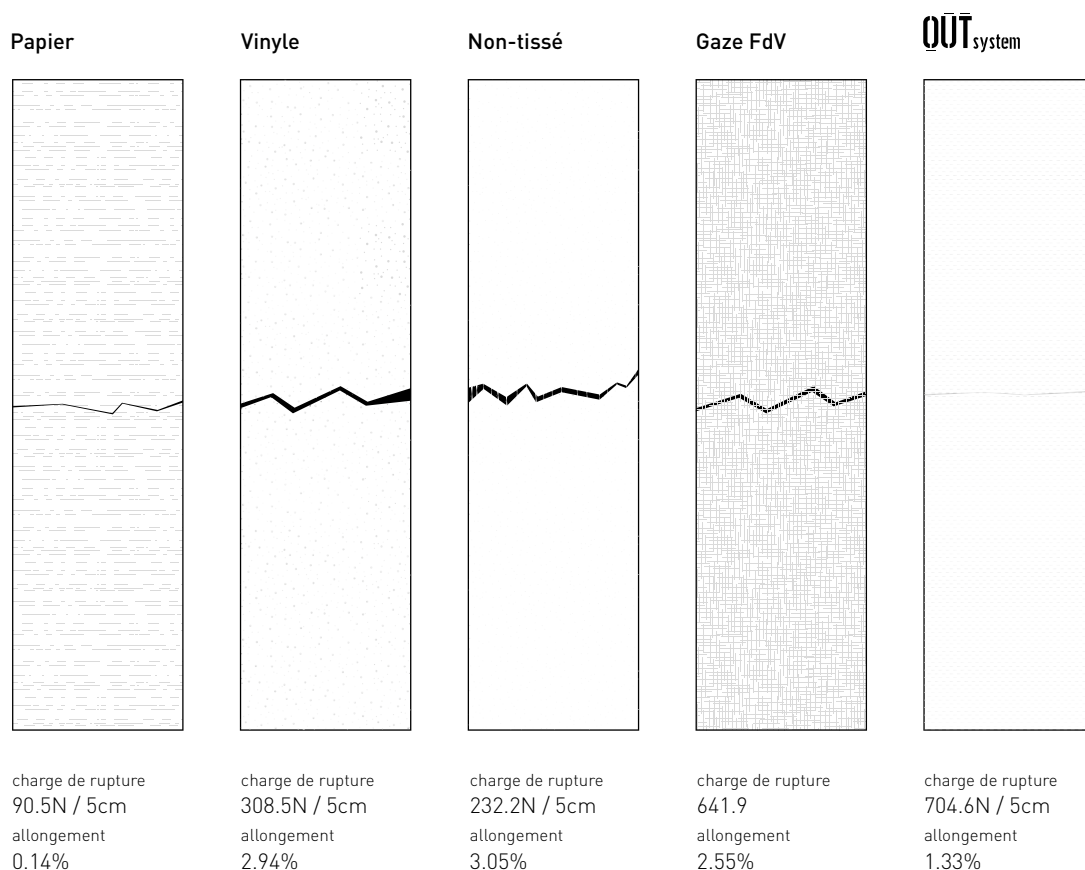 Papier
Vinyle
Non-tissé
Gaze FdV
OUT system
charge de rupture
90.5N / 5cm
allongement
0.14%
charge de rupture
308.5N / 5cm
allongement
2.94%
charge de rupture
232.2N / 5cm
allongement
3.05%
charge de rupture
641.9
allongement
2.55%
charge de rupture
704.6N / 5cm
allongement
1.33%